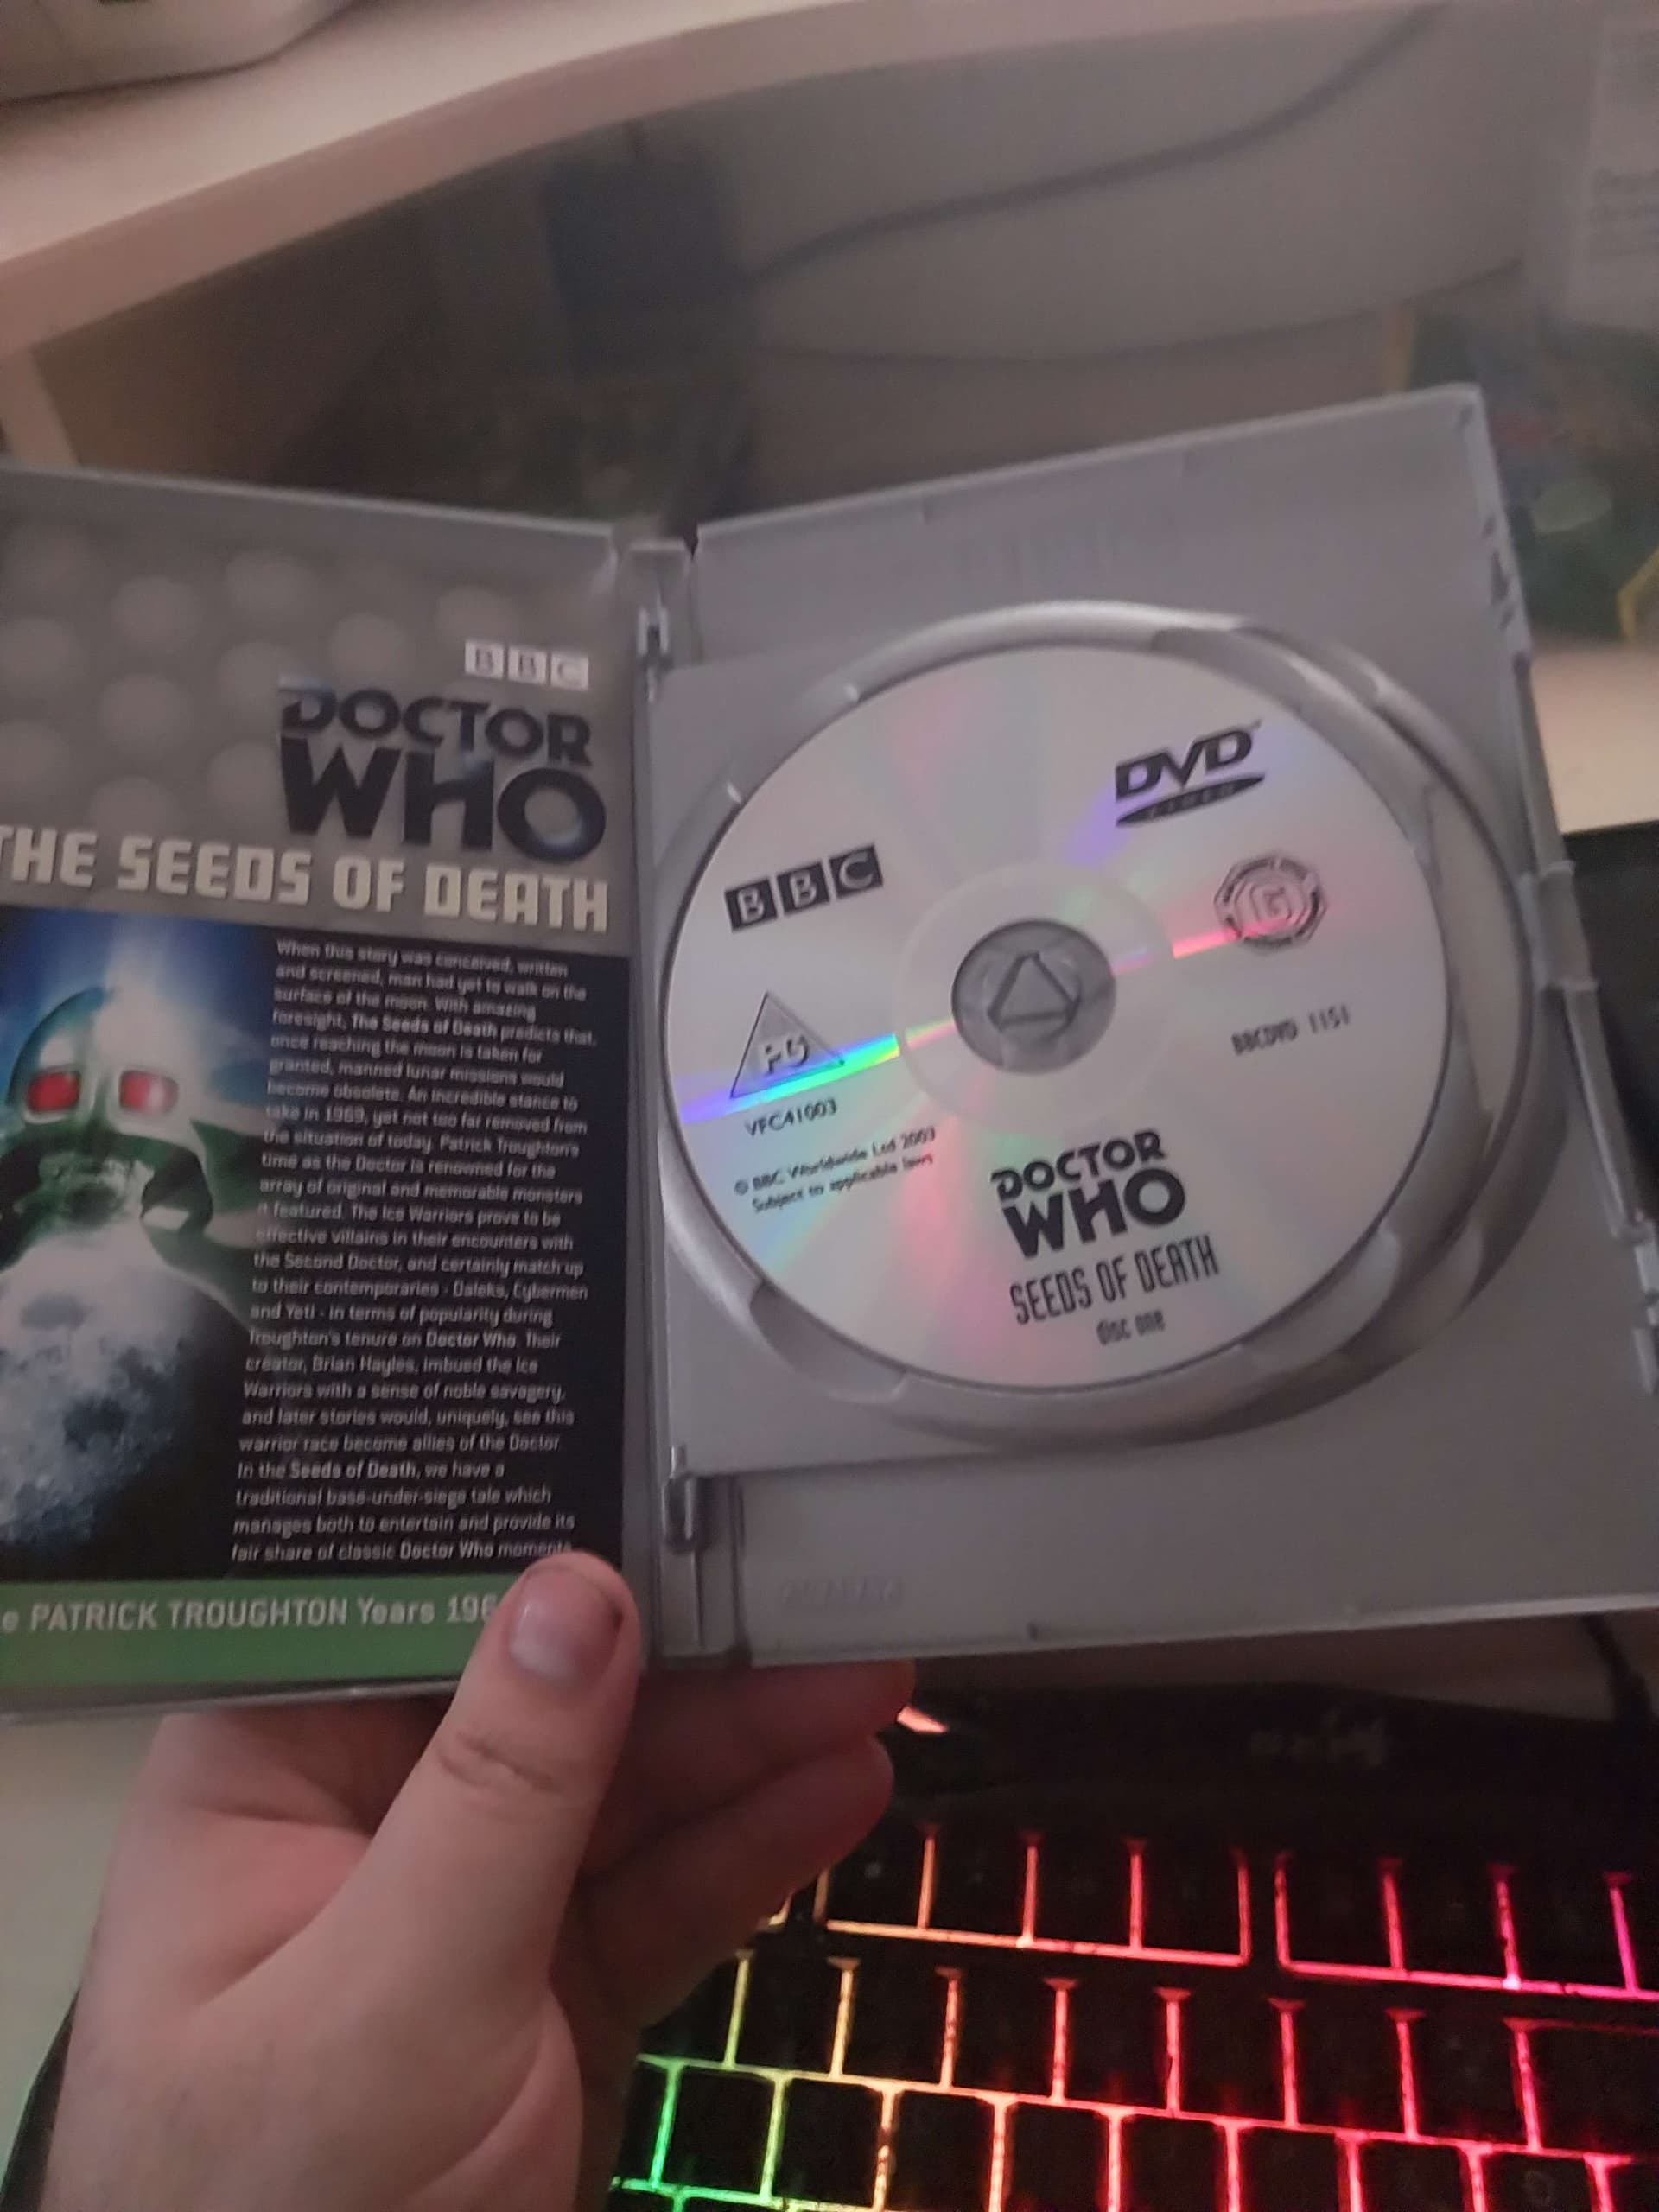 BBC
DOCTOR
WHO
THE SEEDS OF DEATH
When this story was conceived, written
and screened, man had yet to walk on the
surface of the moon. With amazing
foresight, The Seeds of Death predicts that,
once reaching the moon is taken for
granted, manned lunar missions would
become obsolete. An incredible stance to
take in 1969, yet not too far removed from
the situation of today. Patrick Troughton's
time as the Doctor is renowned for the
array of original and memorable monsters
it featured. The Ice Warriors prove to be
effective villains in their encounters with
the Second Doctor, and certainly match up
to their contemporaries - Daleks, Cybermen
and Yeti - in terms of popularity during
Troughton's tenure on Doctor Who. Their
creator, Brian Hayles, imbued the Ice
Warriors with a sense of noble savagery,
and later stories would, uniquely, see this
warrior race become allies of the Doctor.
In the Seeds of Death, we have a
traditional base-under-siege tale which
manages both to entertain and provide its
fair share of classic Doctor Who moments.
e PATRICK TROUGHTON Years 196
DVD
VIDEO
BBC
G
PG
BBCDVD 1151
VFC41003
© BBC Worldwide Ltd 2003
Subject to applicable laws
DOCTOR
WHO
SEEDS OF DEATH
disc one